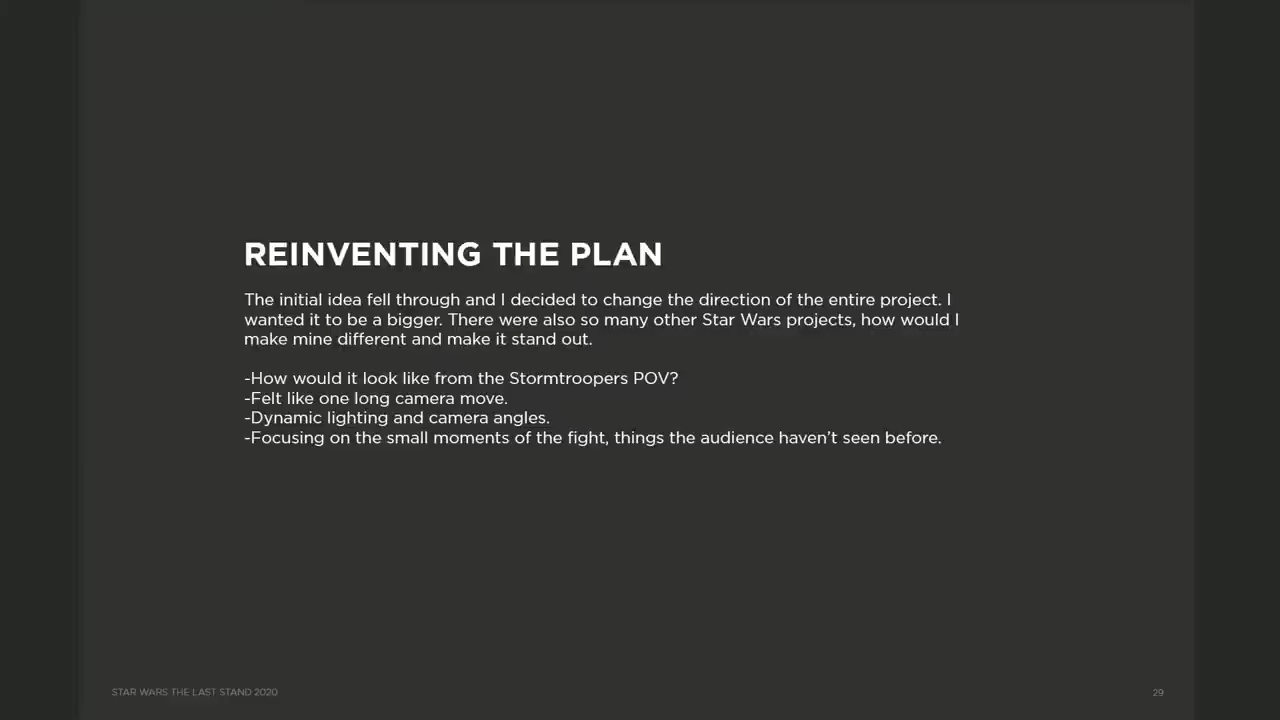 REINVENTING THE PLAN
The initial idea fell through and I decided to change the direction of the entire project. I
wanted it to be a bigger. There were also so many other Star Wars projects, how would I
make mine different and make it stand out.
-How would it look like from the Stormtroopers POV?
-Felt like one long camera move.
-Dynamic lighting and camera angles.
-Focusing on the small moments of the fight, things the audience haven’t seen before.
STAR WARS THE LAST STAND 2020
29